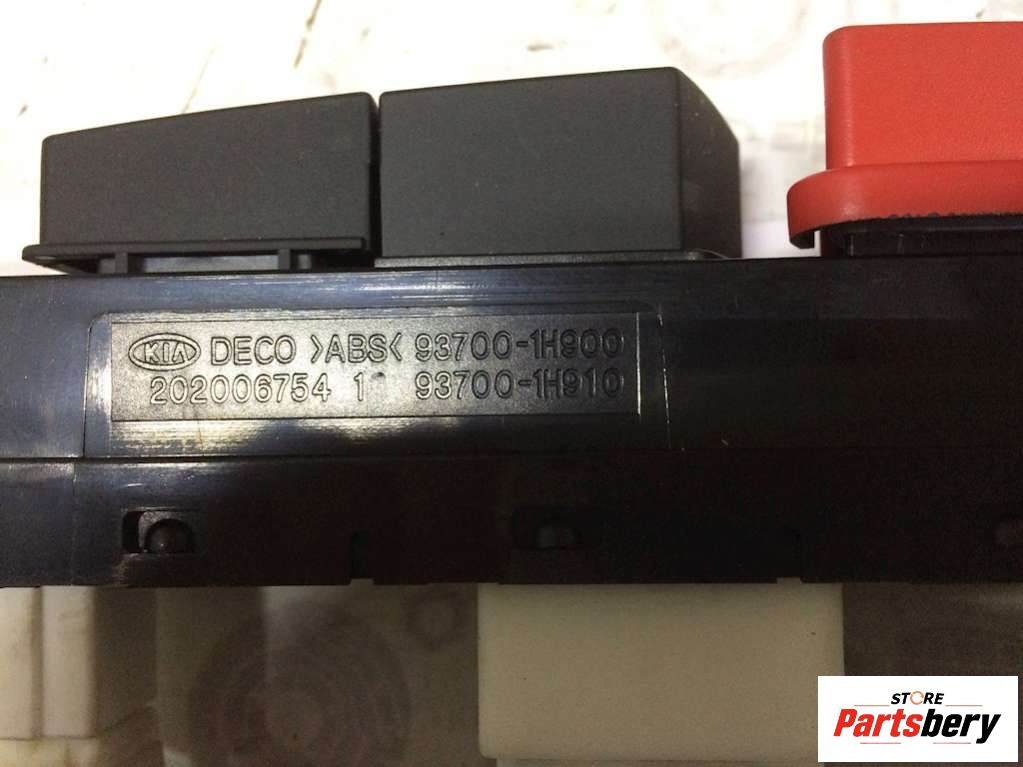 KIA DECO >ABS< 93700-1H900
202006754 1 93700-1H910
STORE
Partsbery